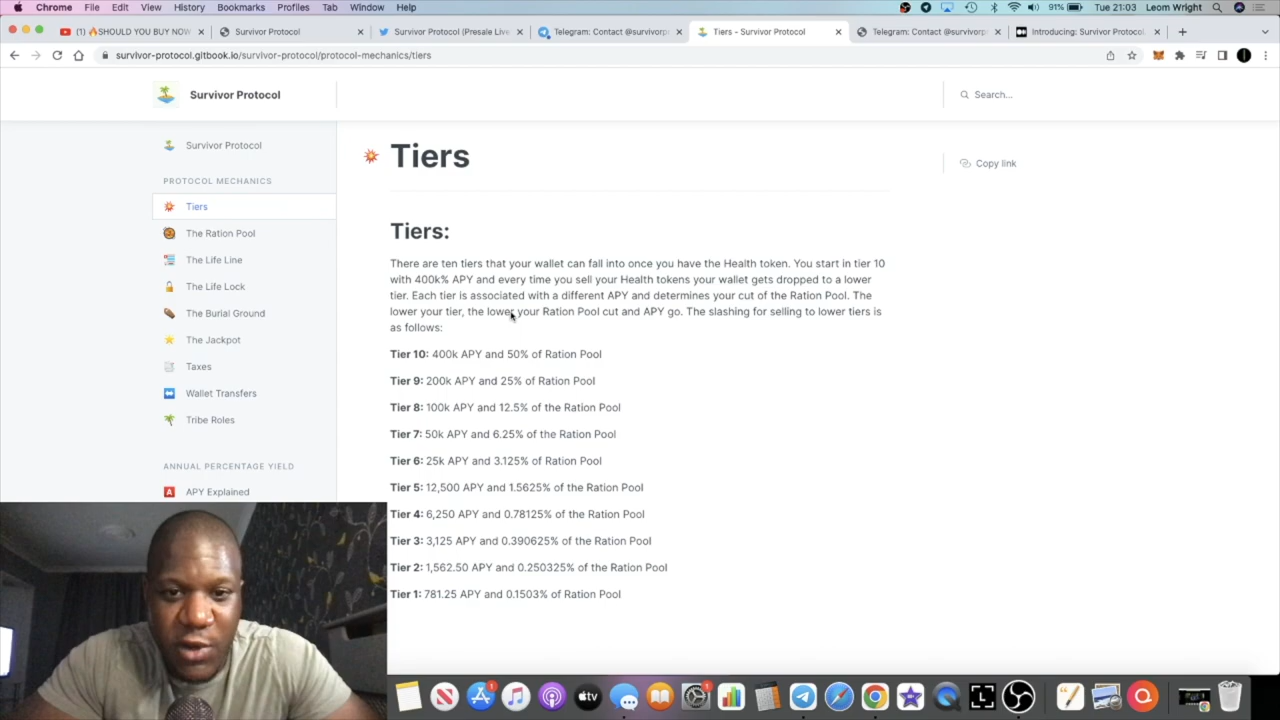 Chrome File Edit View History Bookmarks Profiles Tab Window Help 91% Tue 21:03 Leom Wright
(1) 🔥SHOULD YOU BUY NOW Survivor Protocol Survivor Protocol (Presale Live Telegram: Contact @survivorp Tiers - Survivor Protocol Telegram: Contact @survivorp Introducing: Survivor Protocol
survivor-protocol.gitbook.io/survivor-protocol/protocol-mechanics/tiers
Survivor Protocol
Search...
Survivor Protocol
PROTOCOL MECHANICS
Tiers
The Ration Pool
The Life Line
The Life Lock
The Burial Ground
The Jackpot
Taxes
Wallet Transfers
Tribe Roles
ANNUAL PERCENTAGE YIELD
APY Explained
Tiers
Copy link
Tiers:
There are ten tiers that your wallet can fall into once you have the Health token. You start in tier 10
with 400k% APY and every time you sell your Health tokens your wallet gets dropped to a lower
tier. Each tier is associated with a different APY and determines your cut of the Ration Pool. The
lower your tier, the lower your Ration Pool cut and APY go. The slashing for selling to lower tiers is
as follows:
Tier 10: 400k APY and 50% of Ration Pool
Tier 9: 200k APY and 25% of Ration Pool
Tier 8: 100k APY and 12.5% of the Ration Pool
Tier 7: 50k APY and 6.25% of the Ration Pool
Tier 6: 25k APY and 3.125% of Ration Pool
Tier 5: 12,500 APY and 1.5625% of the Ration Pool
Tier 4: 6,250 APY and 0.78125% of the Ration Pool
Tier 3: 3,125 APY and 0.390625% of the Ration Pool
Tier 2: 1,562.50 APY and 0.250325% of the Ration Pool
Tier 1: 781.25 APY and 0.1503% of Ration Pool
tv